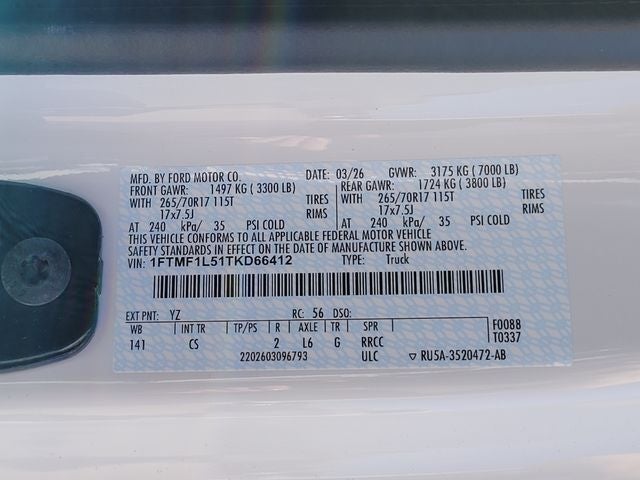 MFD. BY FORD MOTOR CO. DATE: 03/26 GVWR: 3175 KG ( 7000 LB)
FRONT GAWR: 1497 KG ( 3300 LB) REAR GAWR: 1724 KG ( 3800 LB)
WITH 265/70R17 115T TIRES WITH 265/70R17 115T TIRES
17x7.5J RIMS 17x7.5J RIMS
AT 240 kPa/ 35 PSI COLD AT 240 kPa/ 35 PSI COLD
THIS VEHICLE CONFORMS TO ALL APPLICABLE FEDERAL MOTOR VEHICLE
SAFETY STANDARDS IN EFFECT ON THE DATE OF MANUFACTURE SHOWN ABOVE.
VIN: 1FTMF1L51TKD66412 TYPE: Truck
EXT PNT: YZ RC: 56 DSO:
WB INT TR TP/PS R AXLE TR SPR F0088
141 CS 2 L6 G RRCC T0337
2202603096793 ULC ▽ RU5A-3520472-AB